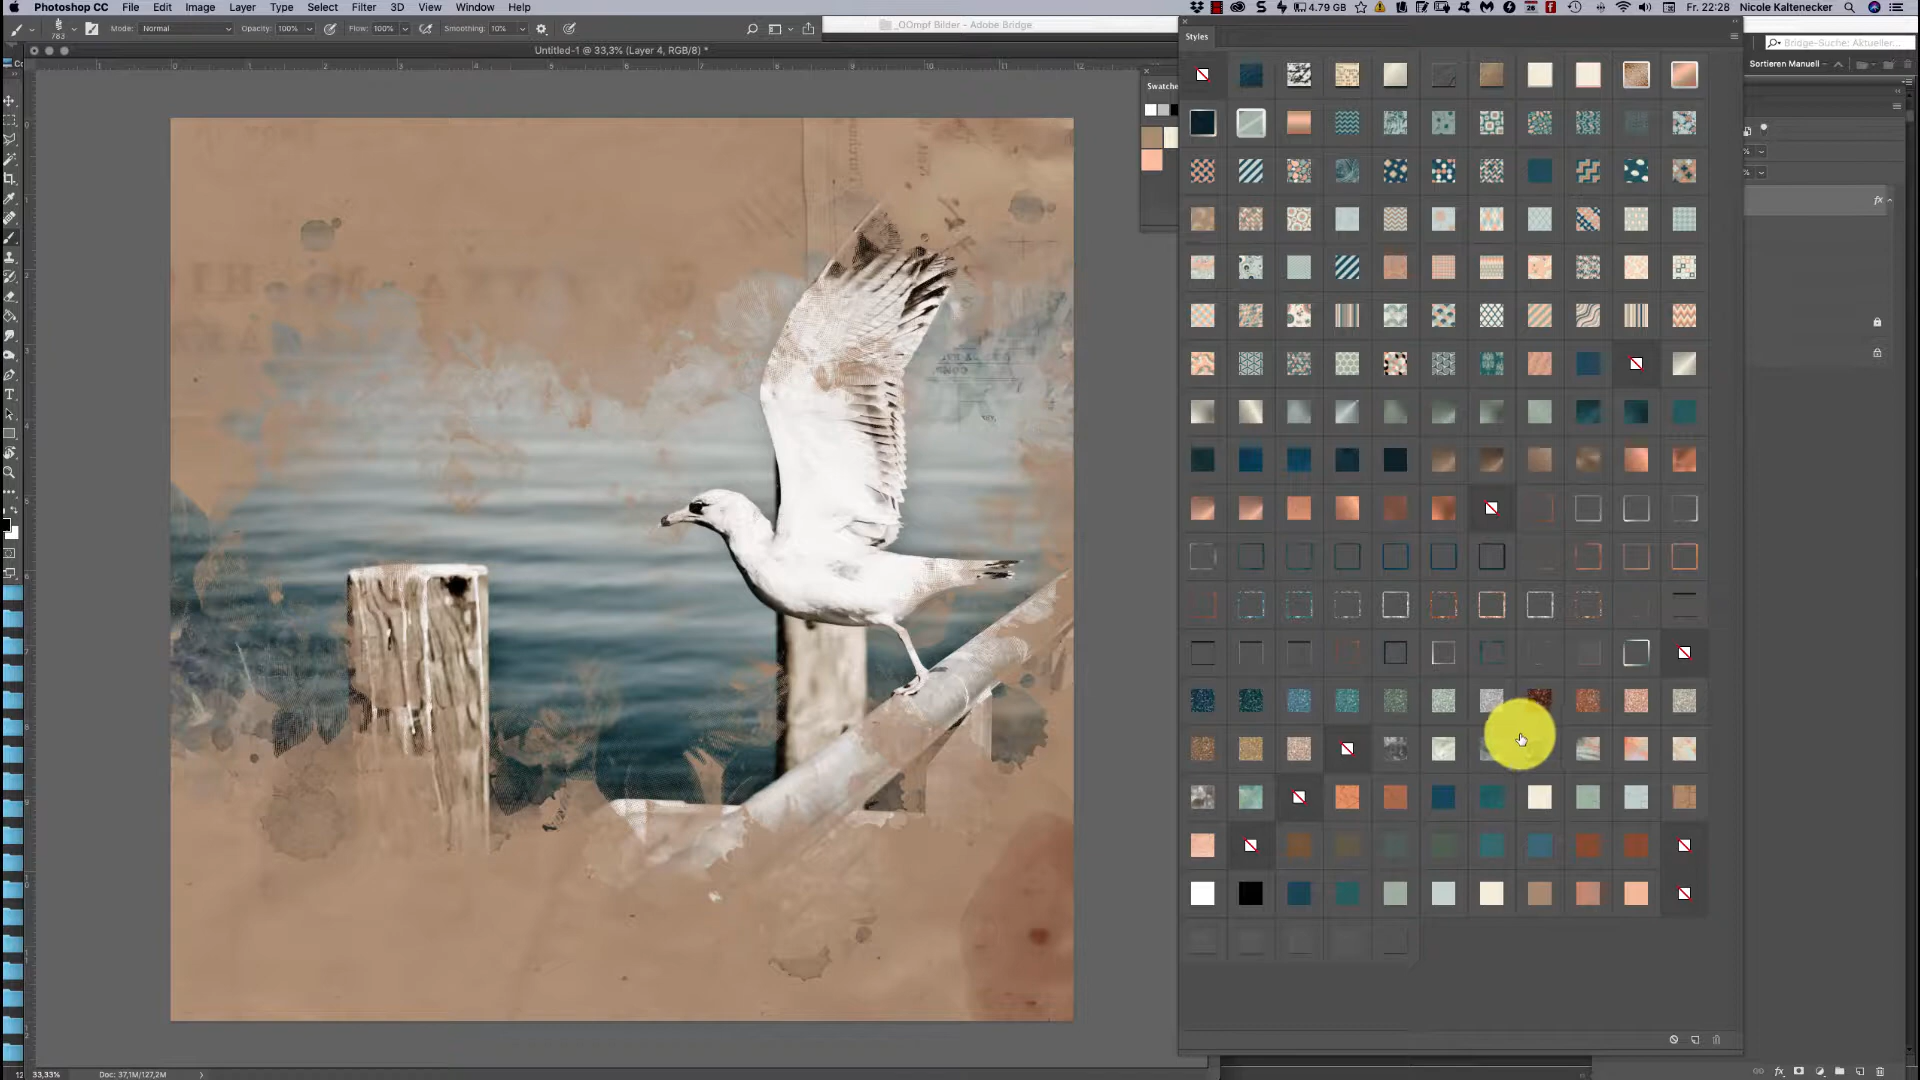 Photoshop CC File Edit Image Layer Type Select Filter 3D View Window Help
4.79 GB
Fr. 22:28 Nicole Kaltenecker
Mode: Normal Opacity: 100% Flow: 100% Smoothing: 10%
_OOmpf Bilder – Adobe Bridge
783
Untitled-1 @ 33,3% (Layer 4, RGB/8) *
Styles
Bridge-Suche: Aktueller...
Sortieren Manuell
Swatche
33,33% Doc: 37,1M/127,2M